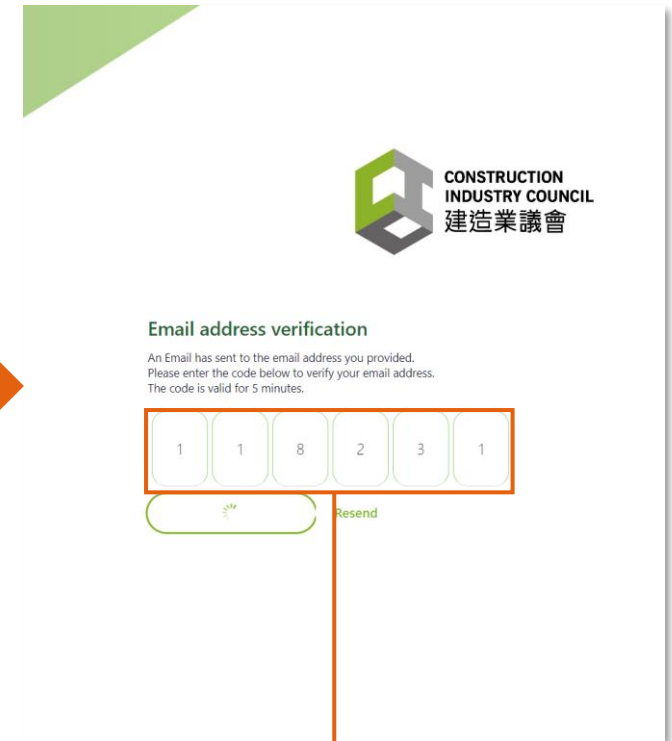 CONSTRUCTION
INDUSTRY COUNCIL
建造業議會
Email address verification
An Email has sent to the email address you provided.
Please enter the code below to verify your email address.
The code is valid for 5 minutes.
1 1 8 2 3 1
Resend